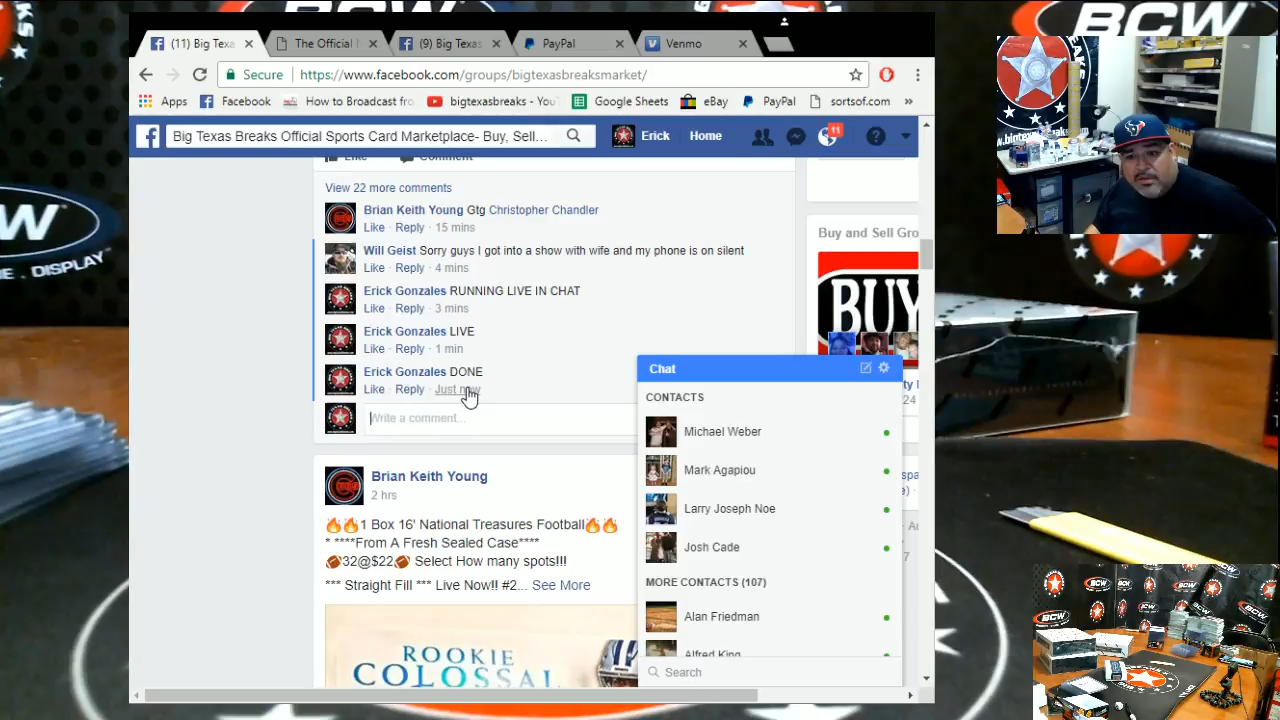 (11) Big Texa
The Official
(9) Big Texas
PayPal
Venmo
Secure
https://www.facebook.com/groups/bigtexasbreaksmarket/
Apps
Facebook
How to Broadcast fro
bigtexasbreaks - You
Google Sheets
eBay
PayPal
sortsof.com
»
Big Texas Breaks Official Sports Card Marketplace- Buy, Sell...
Erick
Home
11
Like
Comment
View 22 more comments
Brian Keith Young Gtg Christopher Chandler
Like · Reply · 15 mins
Will Geist Sorry guys I got into a show with wife and my phone is on silent
Like · Reply · 4 mins
Erick Gonzales RUNNING LIVE IN CHAT
Like · Reply · 3 mins
Erick Gonzales LIVE
Like · Reply · 1 min
Erick Gonzales DONE
Like · Reply · Just now
Write a comment...
Brian Keith Young
2 hrs
🔥🔥1 Box 16' National Treasures Football🔥🔥
* ****From A Fresh Sealed Case****
🏈32@$22🏈 Select How many spots!!!
*** Straight Fill *** Live Now!! #2... See More
ROOKIE
COLOSSAL
Buy and Sell Gro
BUY
24
Chat
CONTACTS
Michael Weber
Mark Agapiou
Larry Joseph Noe
Josh Cade
MORE CONTACTS (107)
Alan Friedman
Alfred King
Search
BCW
BCW
BCW
BCW